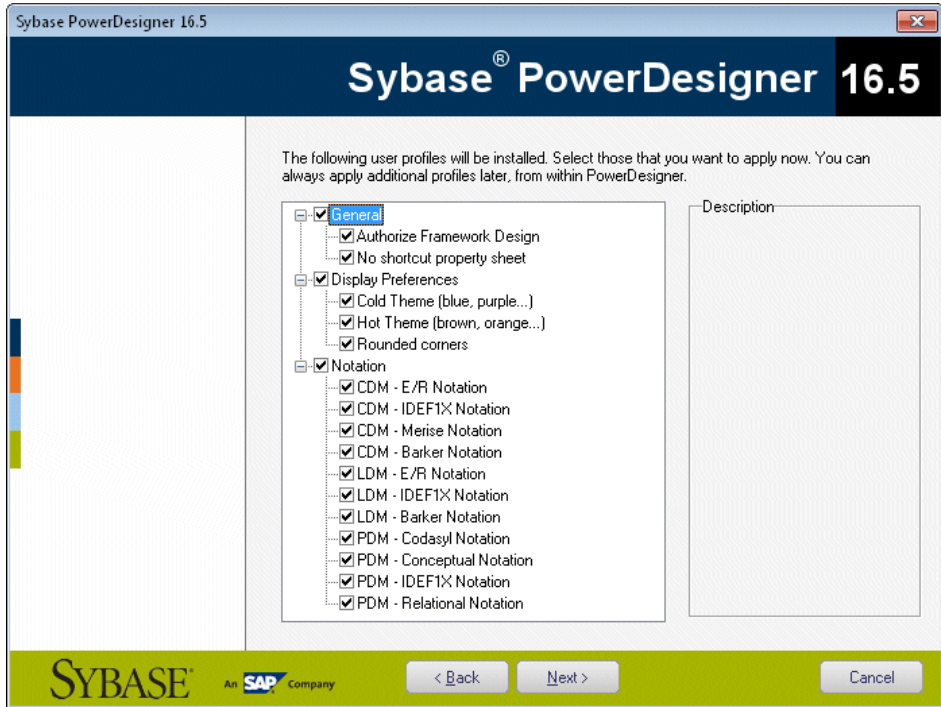 Sybase PowerDesigner 16.5
Sybase® PowerDesigner 16.5
The following user profiles will be installed. Select those that you want to apply now. You can
always apply additional profiles later, from within PowerDesigner.
General
Authorize Framework Design
No shortcut property sheet
Display Preferences
Cold Theme (blue, purple...)
Hot Theme (brown, orange...)
Rounded corners
Notation
CDM - E/R Notation
CDM - IDEF1X Notation
CDM - Merise Notation
CDM - Barker Notation
LDM - E/R Notation
LDM - IDEF1X Notation
LDM - Barker Notation
PDM - Codasyl Notation
PDM - Conceptual Notation
PDM - IDEF1X Notation
PDM - Relational Notation
Description
SYBASE® An SAP Company
< Back
Next >
Cancel